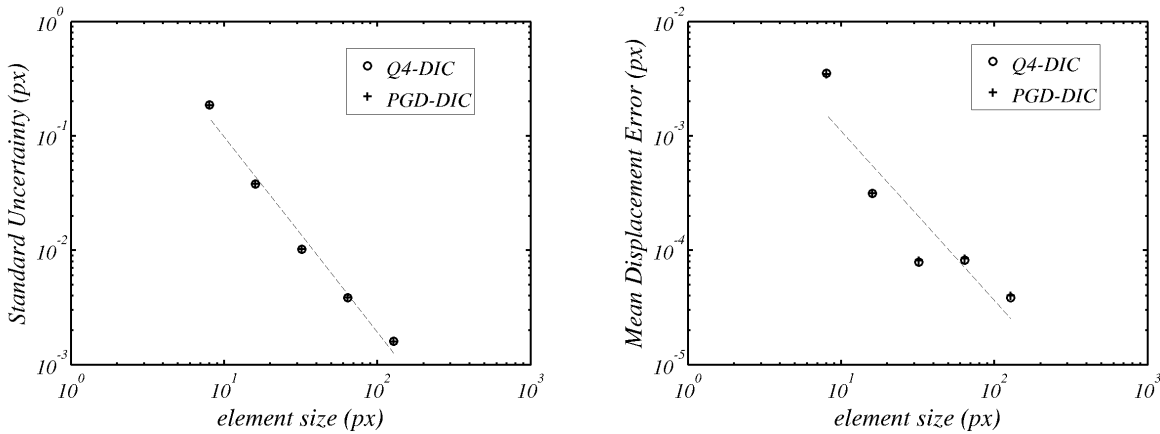 10^0
10^-1
10^-2
10^-3
10^0
10^1
10^2
10^3
Standard Uncertainty (px)
element size (px)
Q4-DIC
PGD-DIC
10^-2
10^-3
10^-4
10^-5
10^0
10^1
10^2
10^3
Mean Displacement Error (px)
element size (px)
Q4-DIC
PGD-DIC